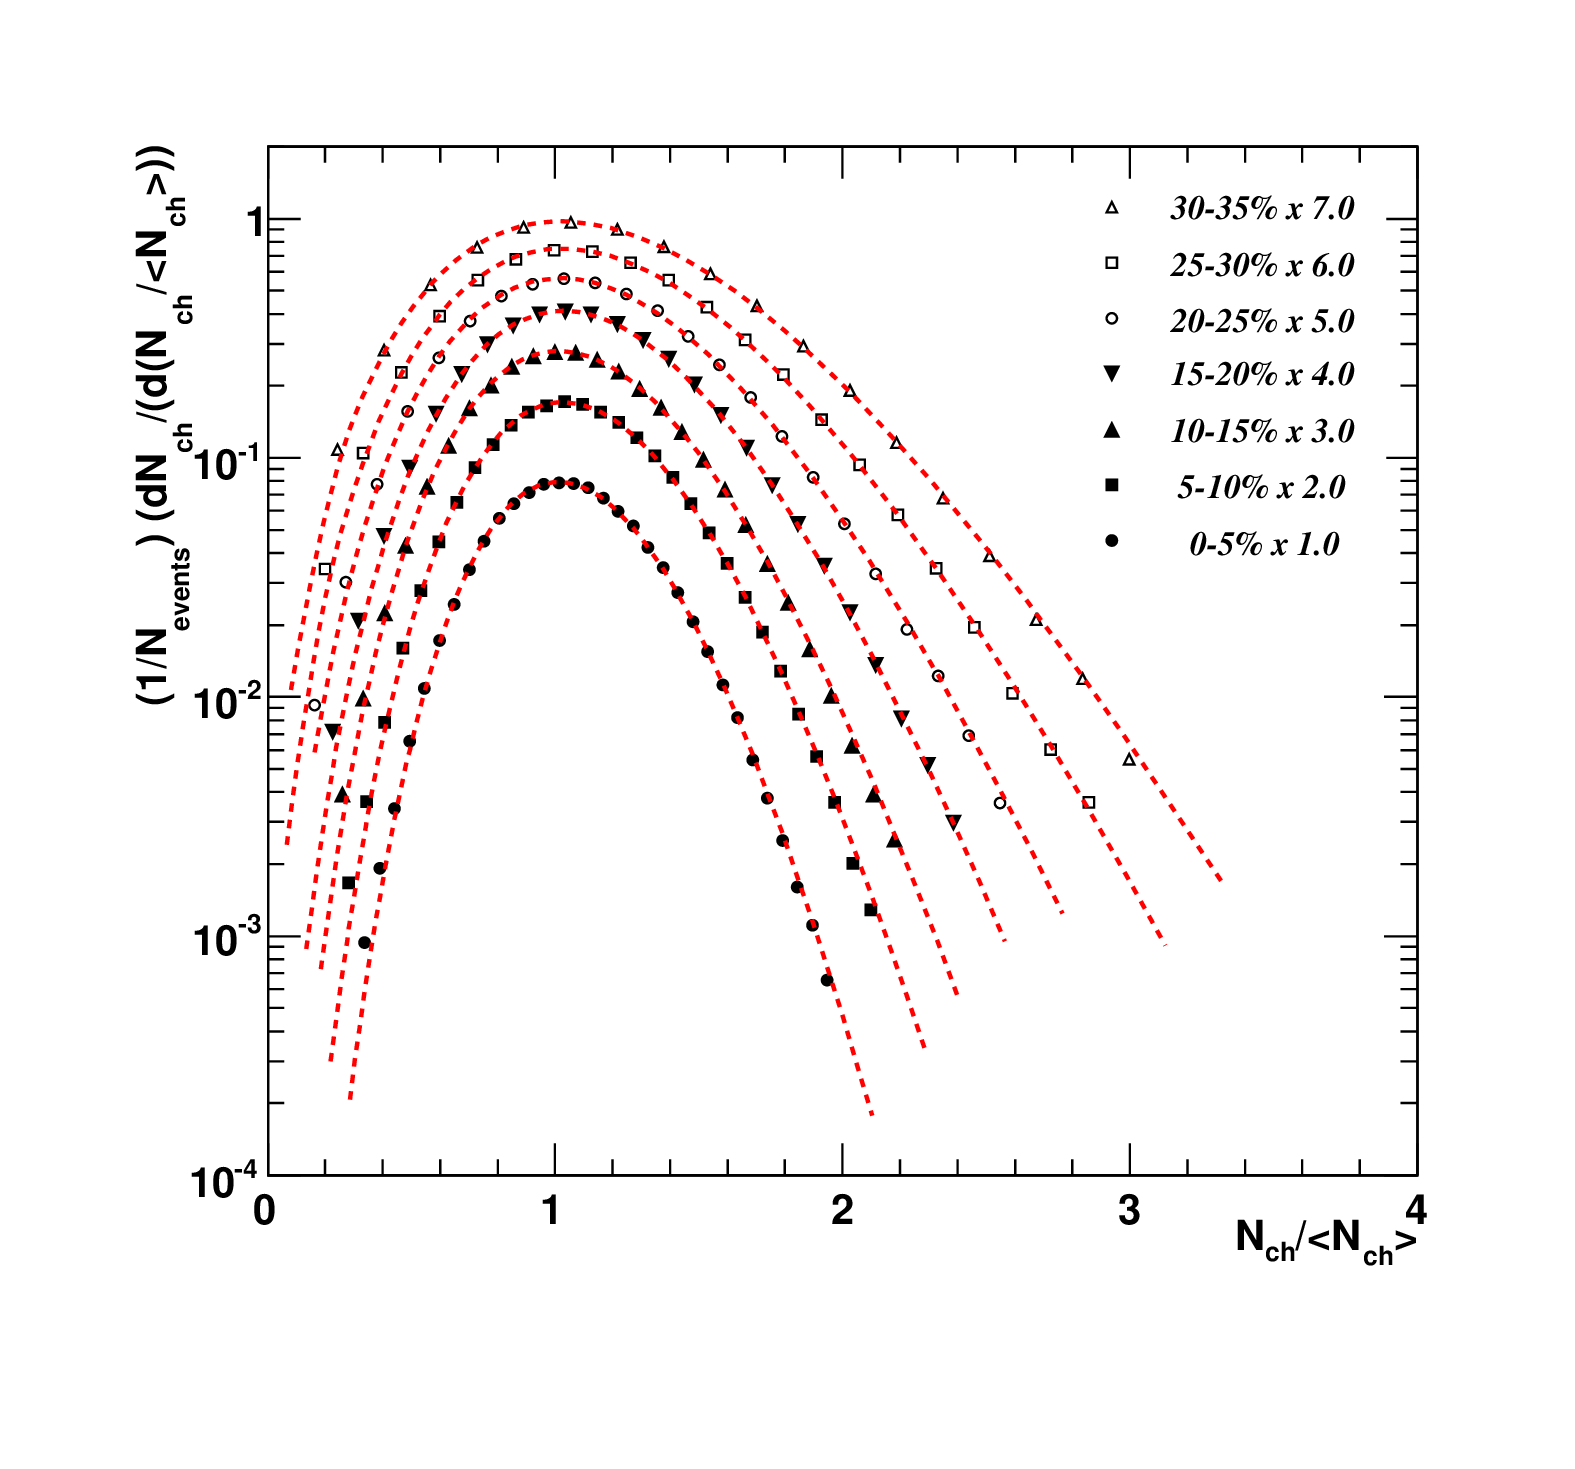 (1/N_events) (dN_ch/(d(N_ch/<N_ch>))
1
10^-1
10^-2
10^-3
10^-4
30-35% x 7.0
25-30% x 6.0
20-25% x 5.0
15-20% x 4.0
10-15% x 3.0
5-10% x 2.0
0-5% x 1.0
0 1 2 3 4
N_ch/<N_ch>